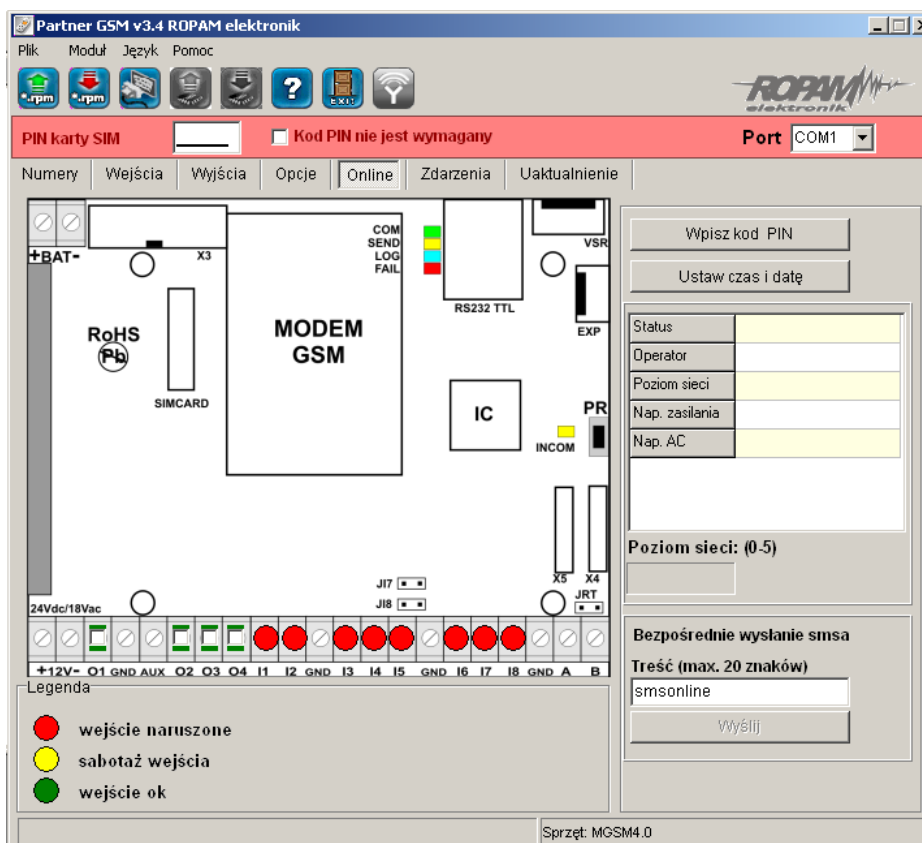 Partner GSM v3.4 ROPAM elektronik
Plik Moduł Język Pomoc
*.rpm *.rpm ? EXIT ROPAM elektronik
PIN karty SIM Kod PIN nie jest wymagany Port COM1
Numery Wejścia Wyjścia Opcje Online Zdarzenia Uaktualnienie
+BAT-
X3
COM
SEND
LOG
FAIL
VSR
RS232 TTL
EXP
RoHS
Pb
SIMCARD
MODEM
GSM
IC
PR
INCOM
X5 X4
JI7
JI8
JRT
24Vdc/18Vac
+12V- O1 GND AUX O2 O3 O4 I1 I2 GND I3 I4 I5 GND I6 I7 I8 GND A B
Wpisz kod PIN
Ustaw czas i datę
Status
Operator
Poziom sieci
Nap. zasilania
Nap. AC
Poziom sieci: (0-5)
Bezpośrednie wysłanie smsa
Treść (max. 20 znaków)
smsonline
Wyślij
Legenda
wejście naruszone
sabotaż wejścia
wejście ok
Sprzęt: MGSM4.0